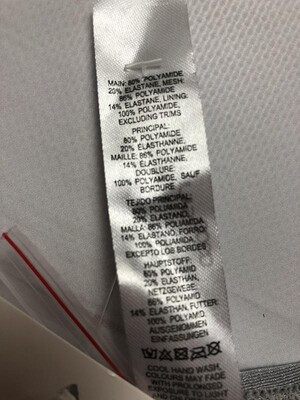 MAIN: 80% POLYAMIDE
20% ELASTANE, MESH:
86% POLYAMIDE
14% ELASTANE, LINING:
100% POLYAMIDE,
EXCLUDING TRIMS
PRINCIPAL:
80% POLYAMIDE
20% ELASTHANNE,
MAILLE: 86% POLYAMIDE
14% ELASTHANNE,
DOUBLURE:
100% POLYAMIDE, SAUF
BORDURE
TEJIDO PRINCIPAL:
80% POLIAMIDA
20% ELASTANO,
MALLA: 86% POLIAMIDA
14% ELASTANO, FORRO:
100% POLIAMIDA,
EXCEPTO LOS BORDES
HAUPTSTOFF:
80% POLYAMID
20% ELASTHAN,
NETZGEWEBE:
86% POLYAMID
14% ELASTHAN, FUTTER:
100% POLYAMID,
AUSGENOMMEN
EINFASSUNGEN
COOL HAND WASH,
COLOURS MAY FADE
WITH PROLONGED
EXPOSURE TO LIGHT